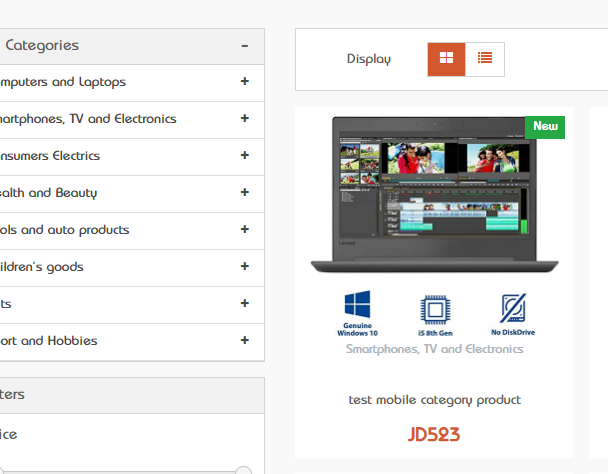 Categories -
mputers and Laptops +
nartphones, TV and Electronics +
nsumers Electrics +
ealth and Beauty +
ols and auto products +
ildren's goods +
ts +
ort and Hobbies +
ters
ice
Display
New
Lenovo
Genuine
Windows 10
i5 8th Gen
No DiskDrive
Smartphones, TV and Electronics
test mobile category product
JD523